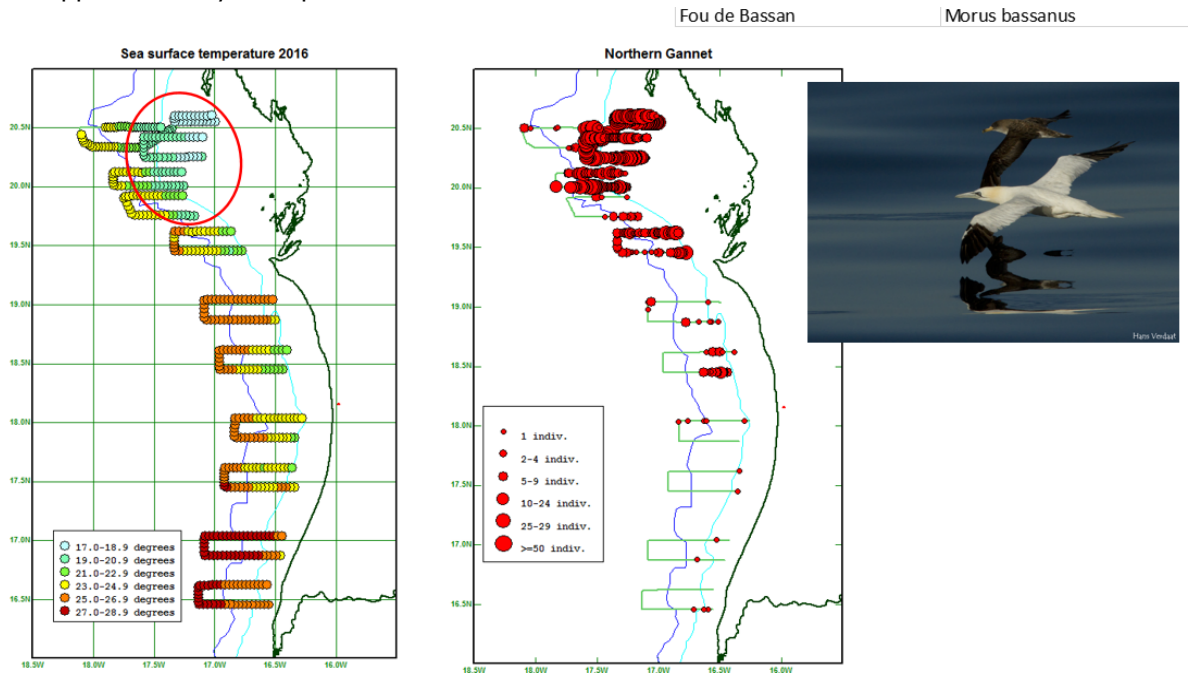 Fou de Bassan	Morus bassanus
Sea surface temperature 2016
20.5N
20.0N
19.5N
19.0N
18.5N
18.0N
17.5N
17.0N
16.5N
18.5W 18.0W 17.5W 17.0W 16.5W 16.0W
17.0-18.9 degrees
19.0-20.9 degrees
21.0-22.9 degrees
23.0-24.9 degrees
25.0-26.9 degrees
27.0-28.9 degrees
Northern Gannet
20.5N
20.0N
19.5N
19.0N
18.5N
18.0N
17.5N
17.0N
16.5N
18.5W 18.0W 17.5W 17.0W 16.5W 16.0W
1 indiv.
2-4 indiv.
5-9 indiv.
10-24 indiv.
25-29 indiv.
>=50 indiv.
Hans Verdaat